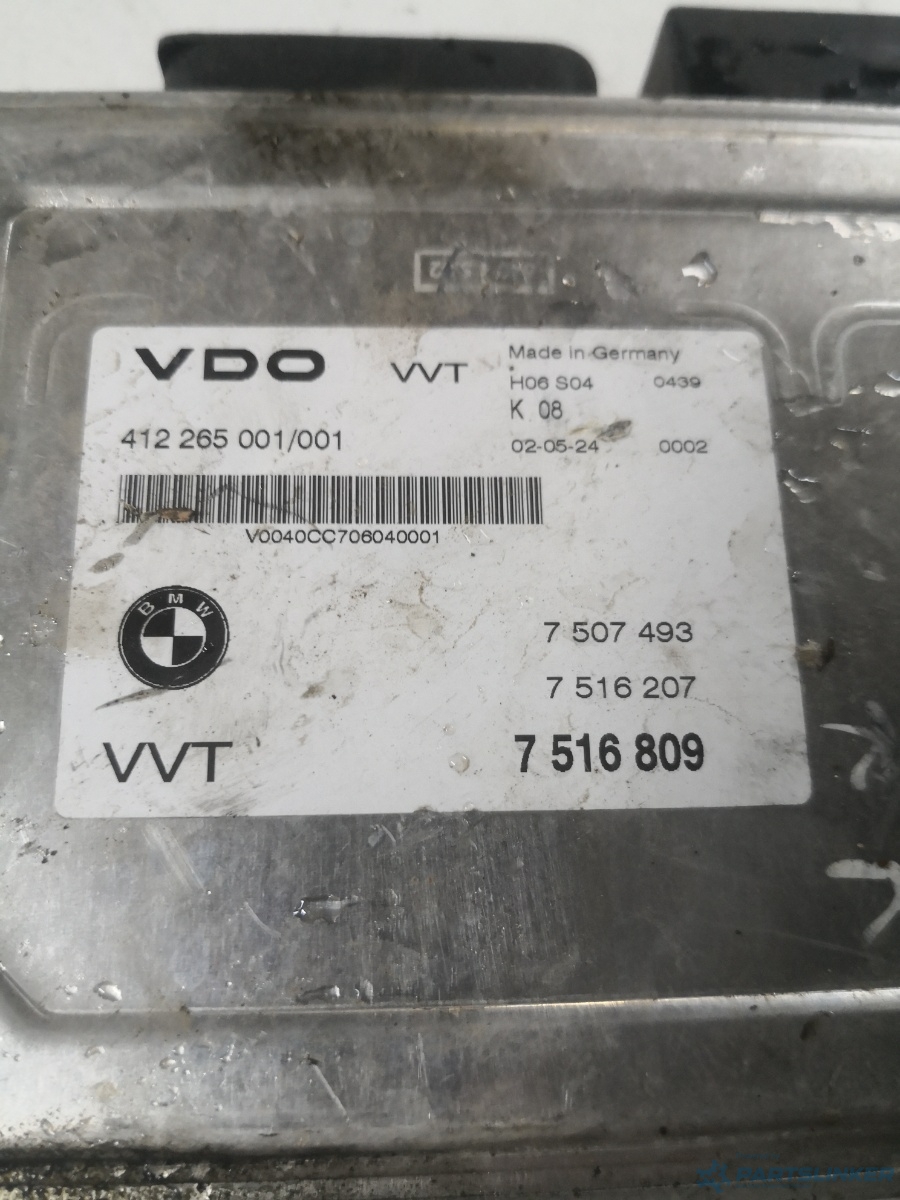 VDO VVT Made in Germany
H06 S04 0439
K 08
412 265 001/001 02-05-24 0002
V0040CC706040001
BMW
7 507 493
7 516 207
VVT 7 516 809